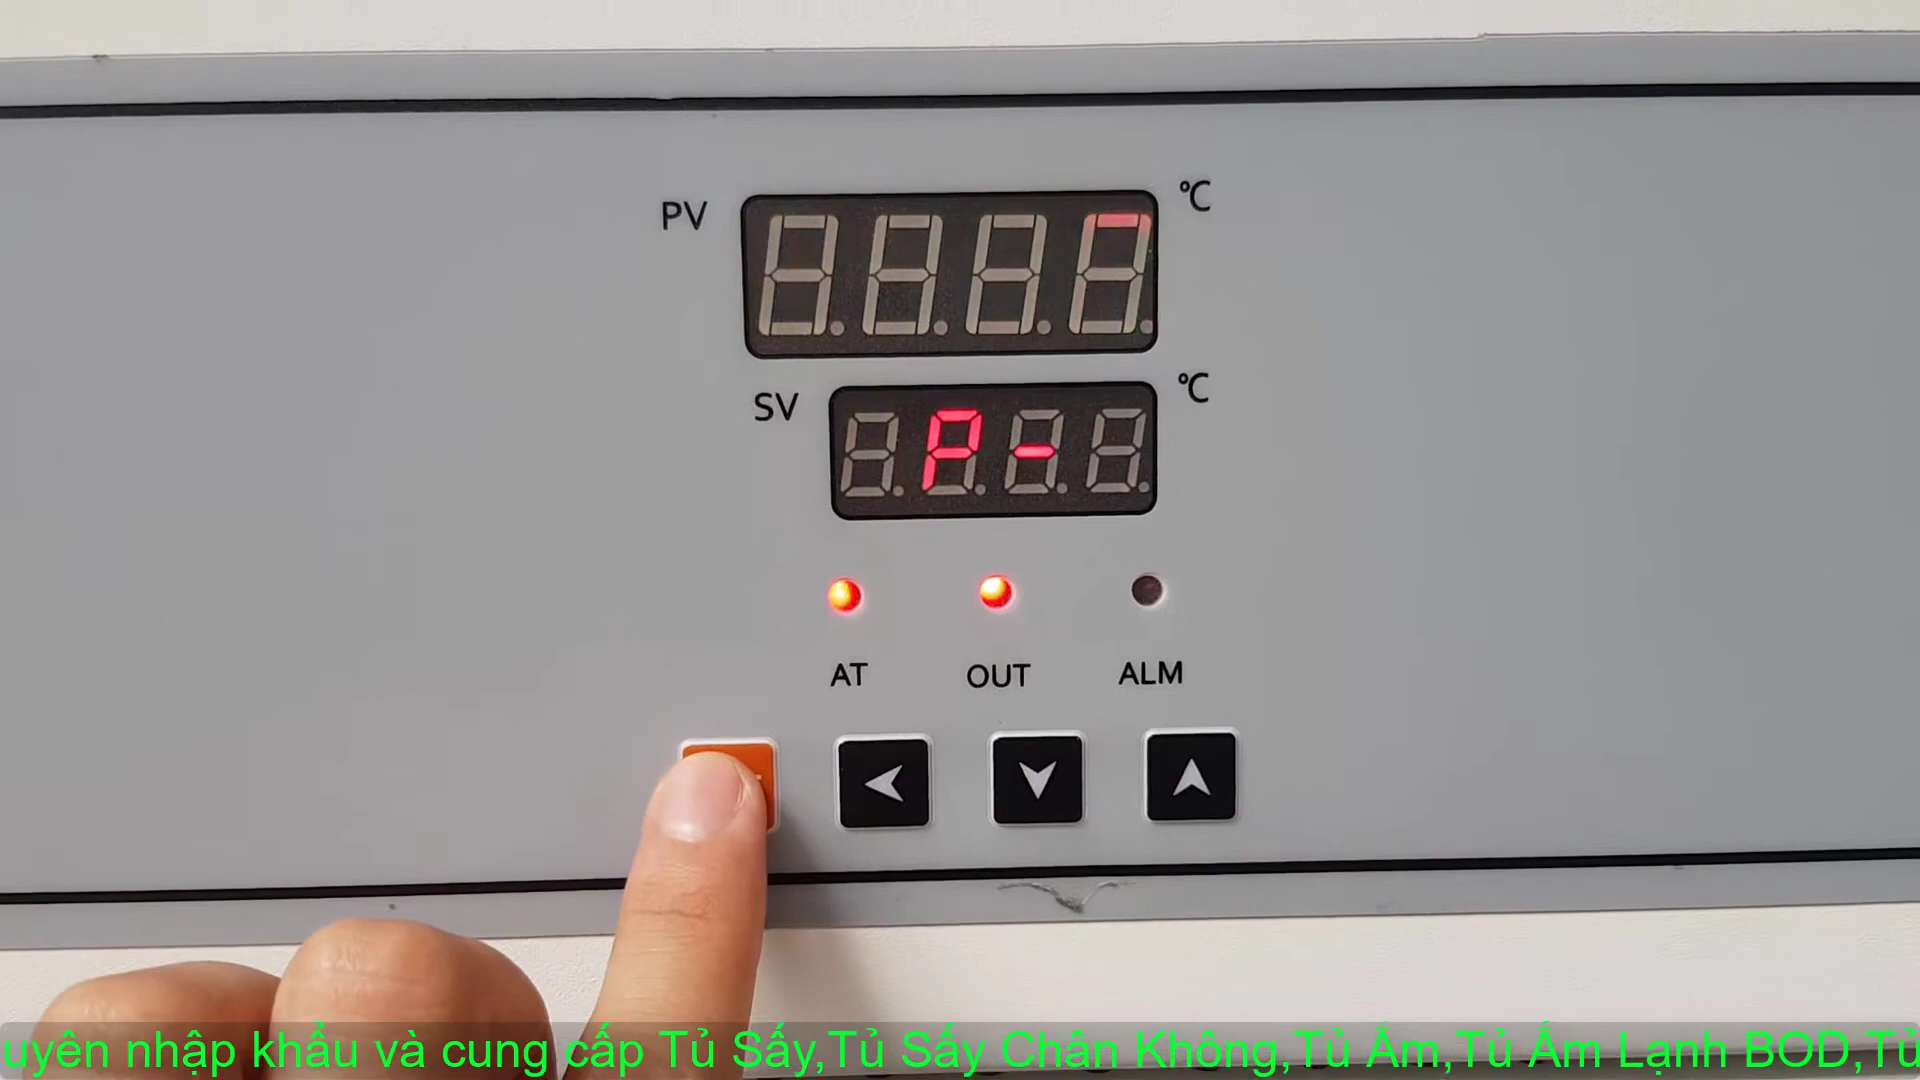 PV
°C
SV
P-
°C
AT OUT ALM
uyên nhập khẩu và cung cấp Tủ Sấy,Tủ Sấy Chân Không,Tủ Ấm,Tủ Ấm Lạnh BOD,Tủ